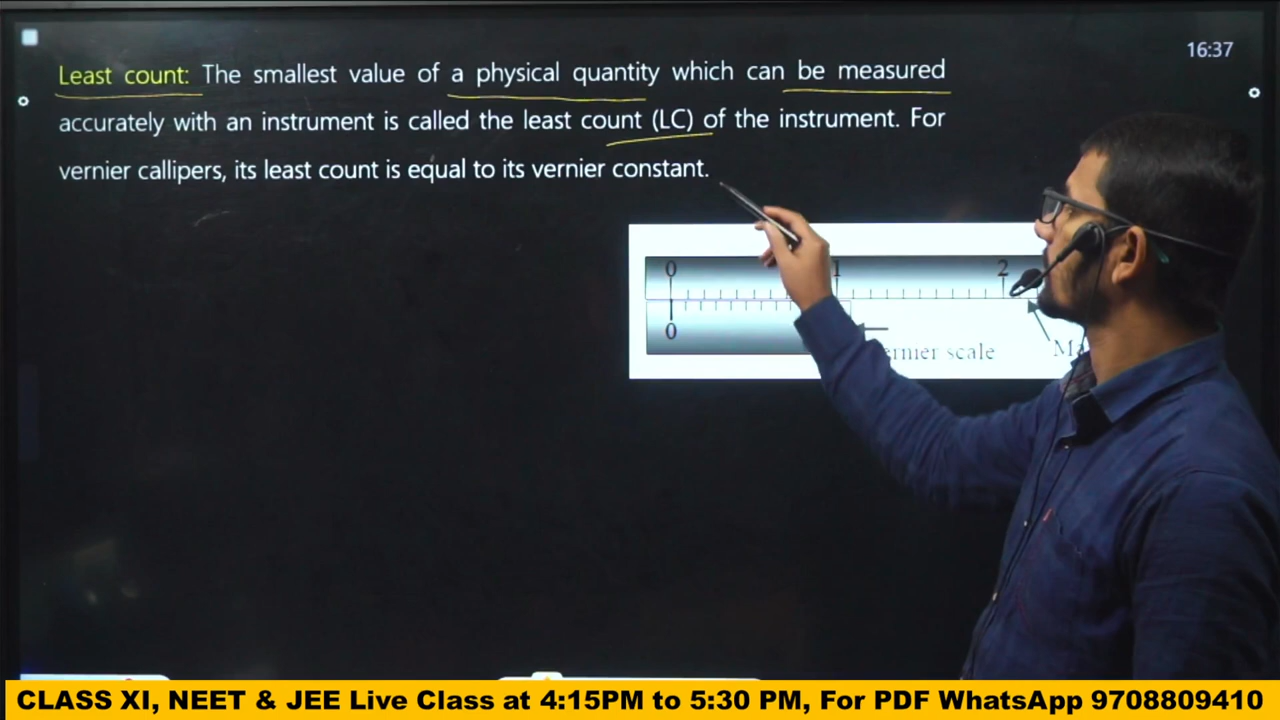 16:37
Least count: The smallest value of a physical quantity which can be measured
accurately with an instrument is called the least count (LC) of the instrument. For
vernier callipers, its least count is equal to its vernier constant.
0 1 2
0
scale
CLASS XI, NEET & JEE Live Class at 4:15PM to 5:30 PM, For PDF WhatsApp 9708809410